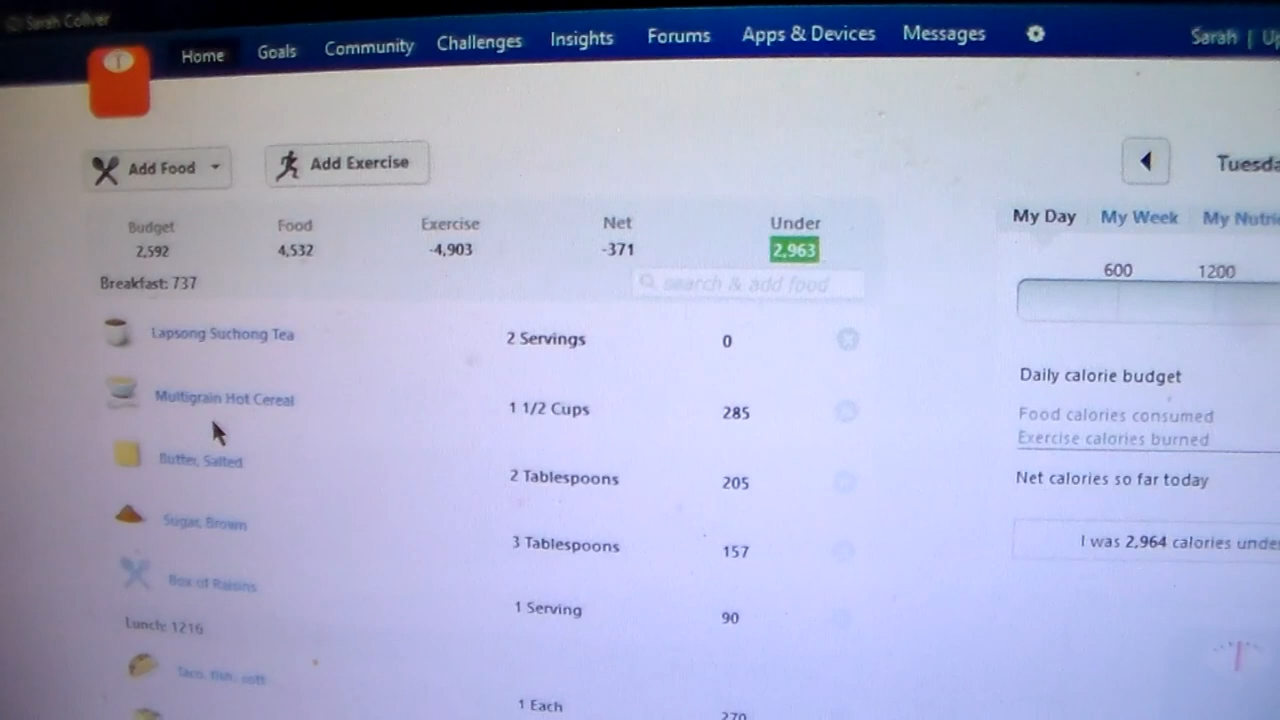 Sarah Collver
Home Goals Community Challenges Insights Forums Apps & Devices Messages Sarah | Up
Add Food Add Exercise Tuesda
Budget Food Exercise Net Under My Day My Week My Nutri
2,592 4,532 -4,903 -371 2,963
Breakfast: 737 search & add food 600 1200
Lapsong Suchong Tea 2 Servings 0
Daily calorie budget
Multigrain Hot Cereal 1 1/2 Cups 285
Food calories consumed
Exercise calories burned
Butter, Salted 2 Tablespoons 205
Net calories so far today
Sugar, Brown 3 Tablespoons 157
I was 2,964 calories unde
Box of Raisins 1 Serving 90
Lunch: 1216
Taco, fish, soft 1 Each 270